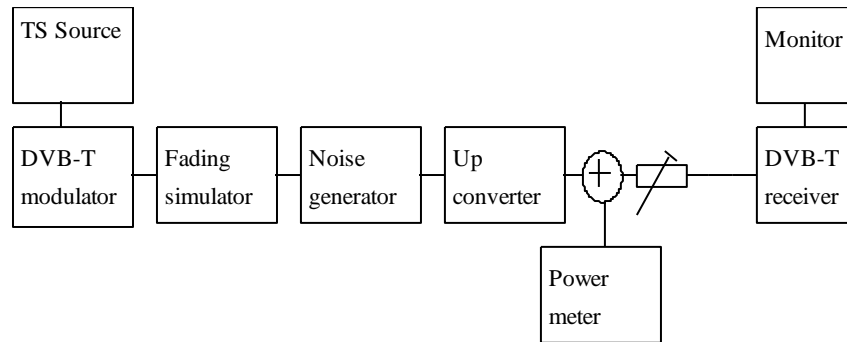 TS Source
Monitor
DVB-T
modulator
Fading
simulator
Noise
generator
Up
converter
DVB-T
receiver
Power
meter